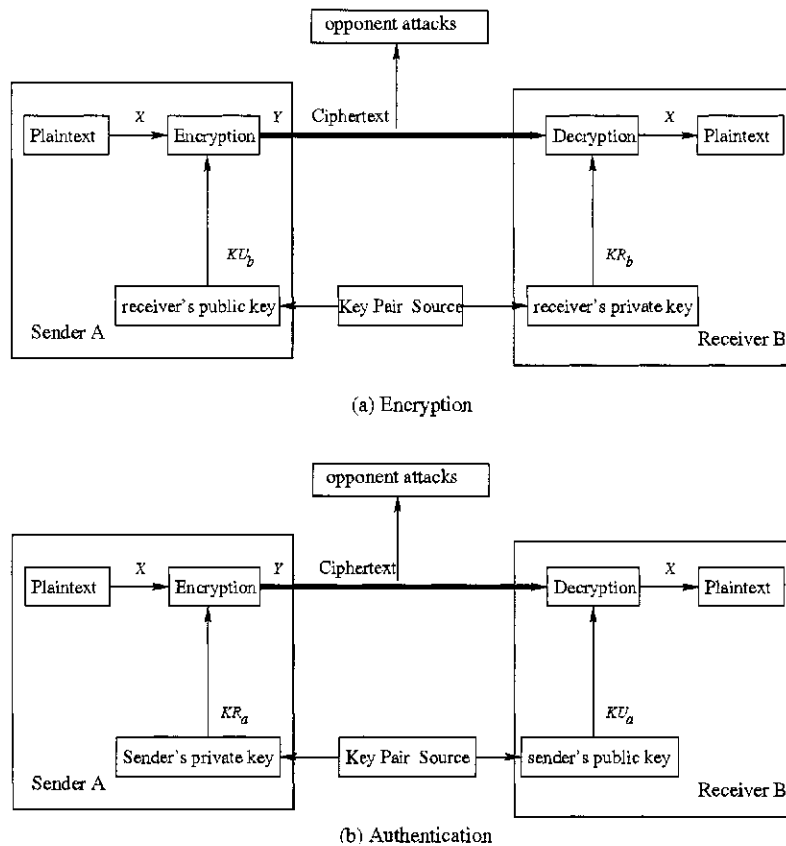 opponent attacks
X Y Ciphertext X
Plaintext Encryption Decryption Plaintext
KU_b KR_b
receiver's public key Key Pair Source receiver's private key
Sender A Receiver B
(a) Encryption
opponent attacks
X Y Ciphertext X
Plaintext Encryption Decryption Plaintext
KR_a KU_a
Sender's private key Key Pair Source sender's public key
Sender A Receiver B
(b) Authentication